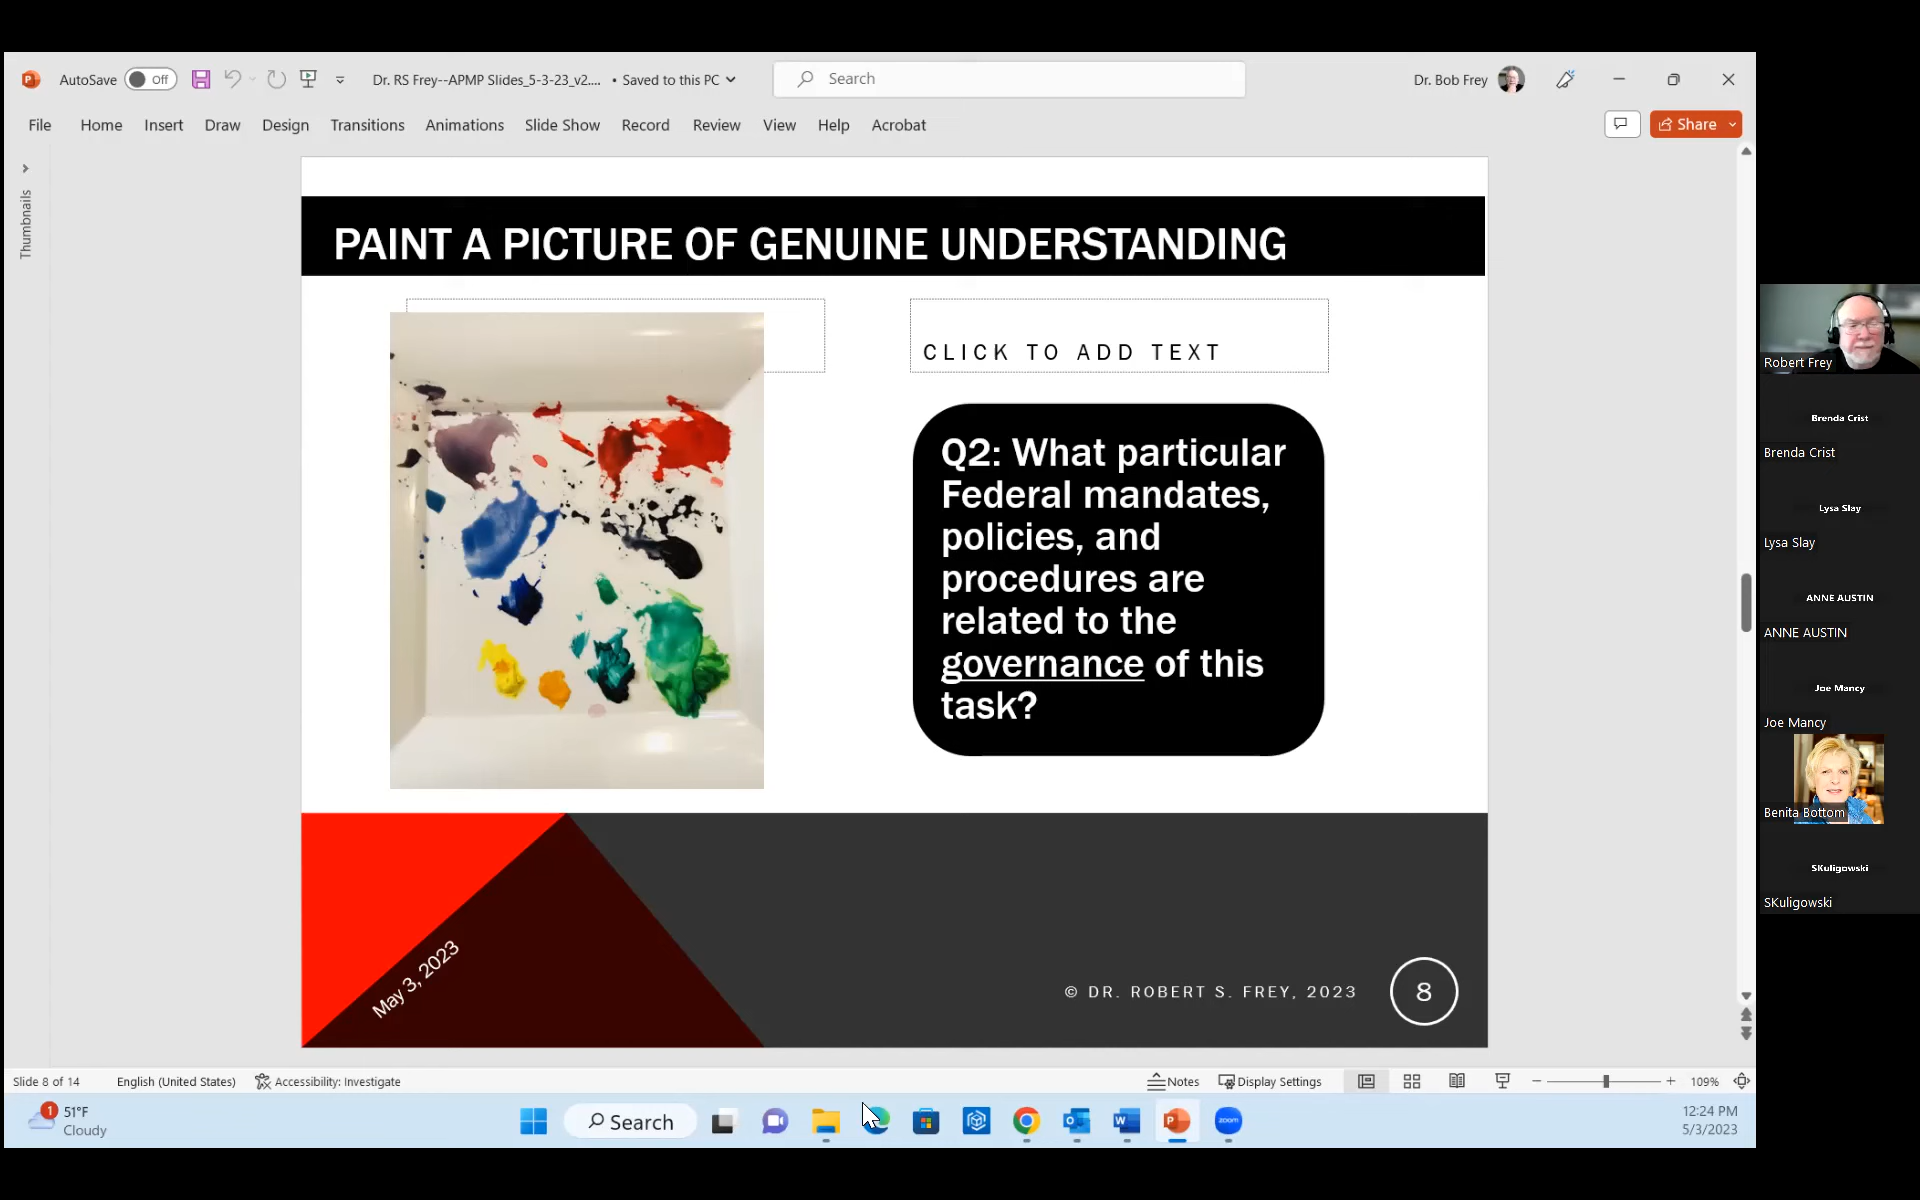 AutoSave Off Dr. RS Frey--APMP Slides_5-3-23_v2.... • Saved to this PC Search Dr. Bob Frey
File Home Insert Draw Design Transitions Animations Slide Show Record Review View Help Acrobat Share
Thumbnails
PAINT A PICTURE OF GENUINE UNDERSTANDING
CLICK TO ADD TEXT
Q2: What particular
Federal mandates,
policies, and
procedures are
related to the
governance of this
task?
May 3, 2023
© DR. ROBERT S. FREY, 2023 8
Robert Frey
Brenda Crist
Brenda Crist
Lysa Slay
Lysa Slay
ANNE AUSTIN
ANNE AUSTIN
Joe Mancy
Joe Mancy
Benita Bottom
SKuligowski
SKuligowski
Slide 8 of 14 English (United States) Accessibility: Investigate Notes Display Settings 109%
1 51°F
Cloudy
Search
zoom
12:24 PM
5/3/2023